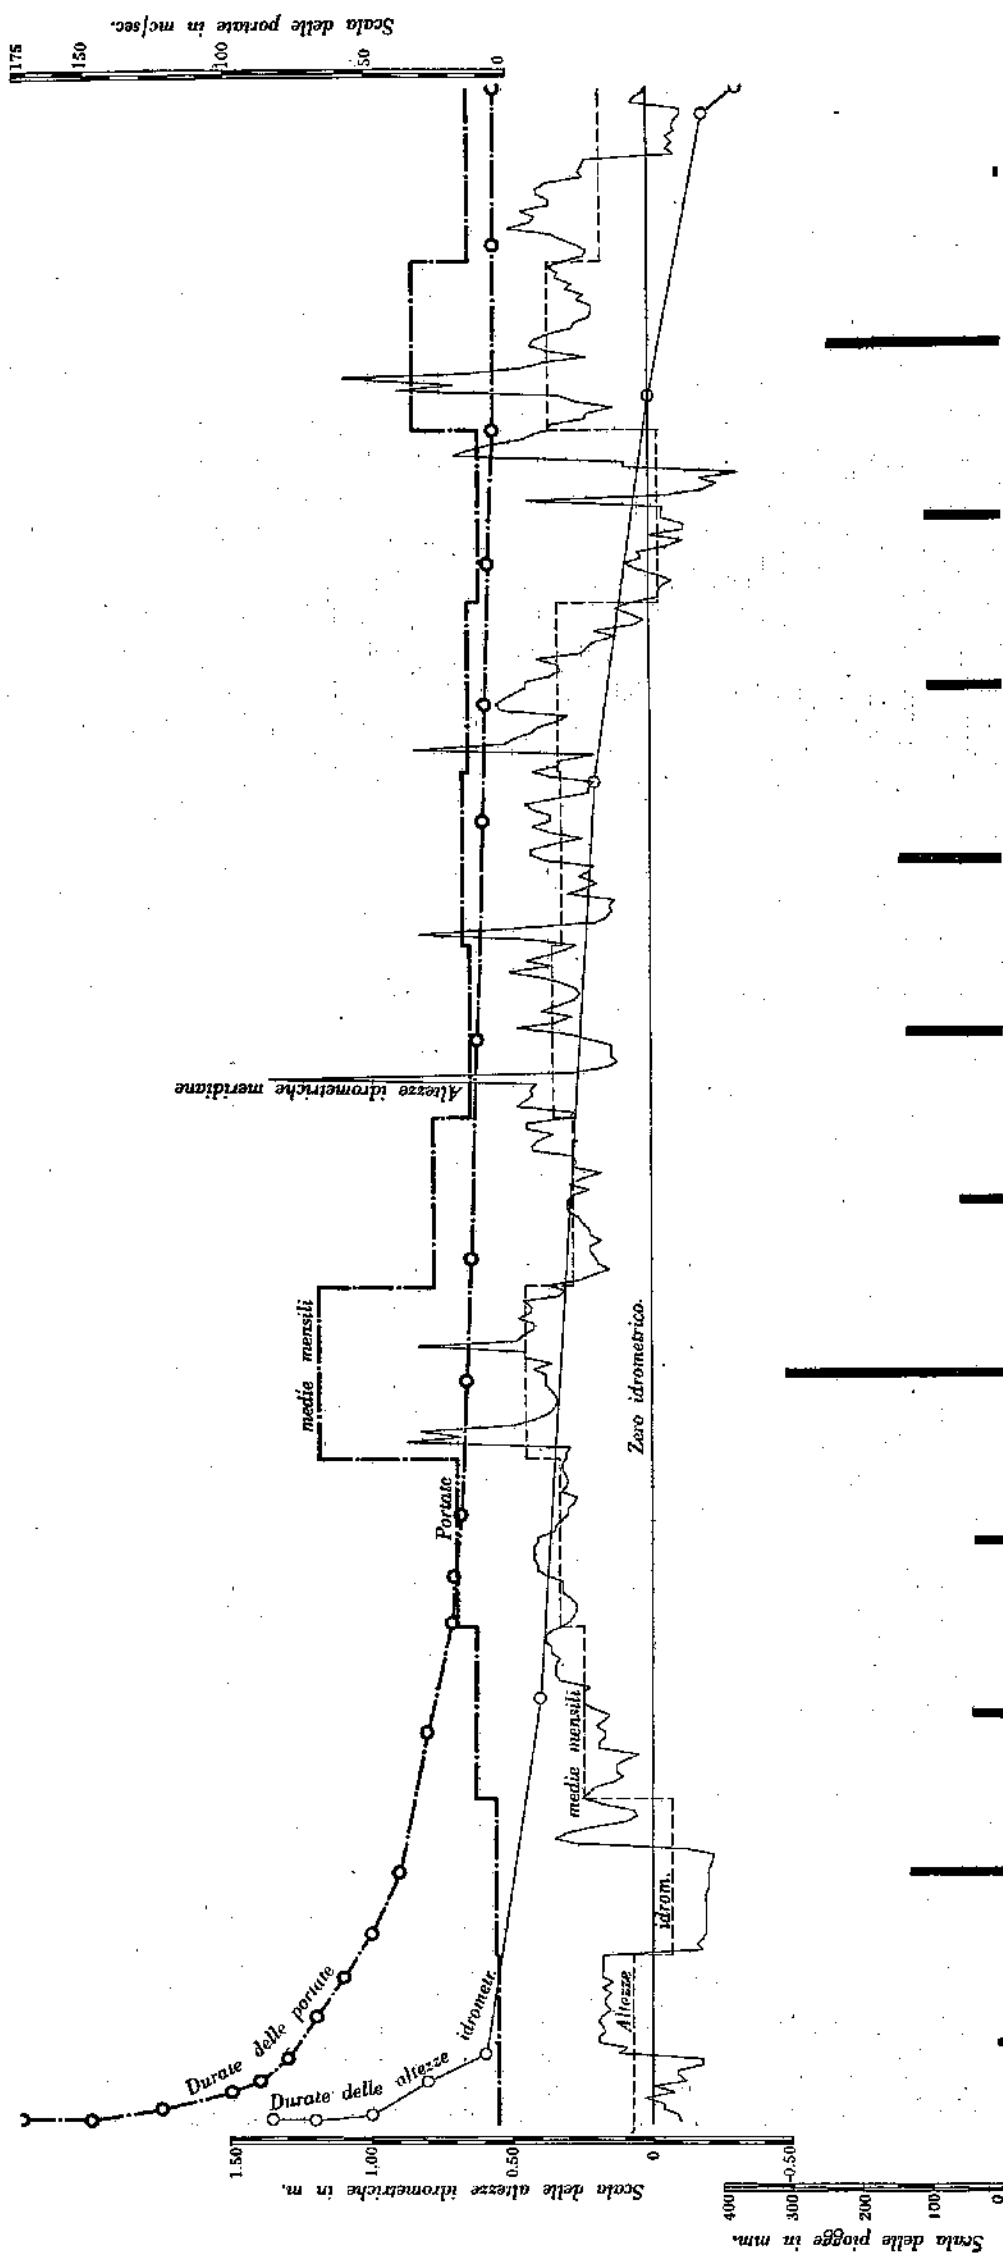 Scala delle portate in mc/sec.
175
150
100
50
0
Altezze idrometriche meridiane
medie mensili
Portate
Zero idrometrico.
medie mensili
idrom.
Altezze
Durate delle portate
Durate delle altezze idrometr.
1.50
1.00
0.50
0
-0.50
Scala delle altezze idrometriche in m.
400
300
200
100
0
Scala delle piogge in mm.